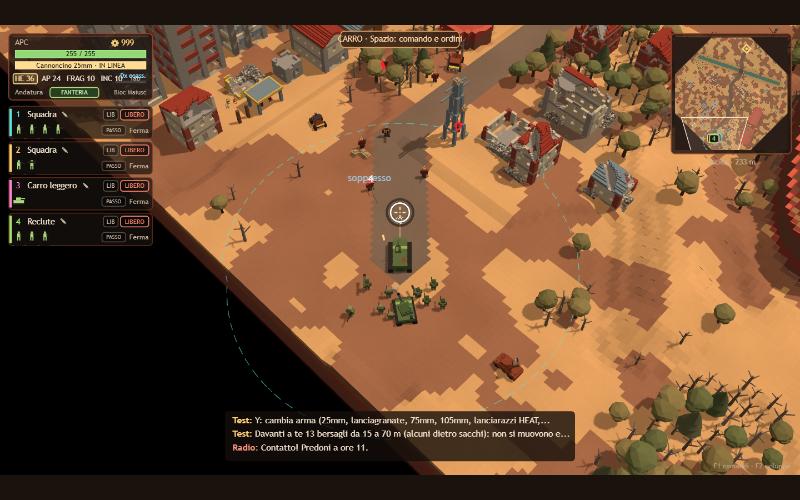 APC 999
CARRO - Spazio: comando e ordini
255 / 255
Cannoncino 25mm · IN LINEA
HE 36 AP 24 FRAG 10 INC 10
Andatura FANTERIA Bloc Maiusc
1 Squadra LIB LIBERO
PASSO Ferma
2 Squadra LIB LIBERO
PASSO Ferma
3 Carro leggero LIB LIBERO
PASSO Ferma
4 Reclute LIB LIBERO
PASSO Ferma
233 m
Test: Y: cambia arma (25mm, lanciagranate, 75mm, 105mm, lanciarazzi HEAT,...
Test: Davanti a te 13 bersagli da 15 a 70 m (alcuni dietro sacchi): non si muovono e...
Radio: Contatto! Predoni a ore 11.